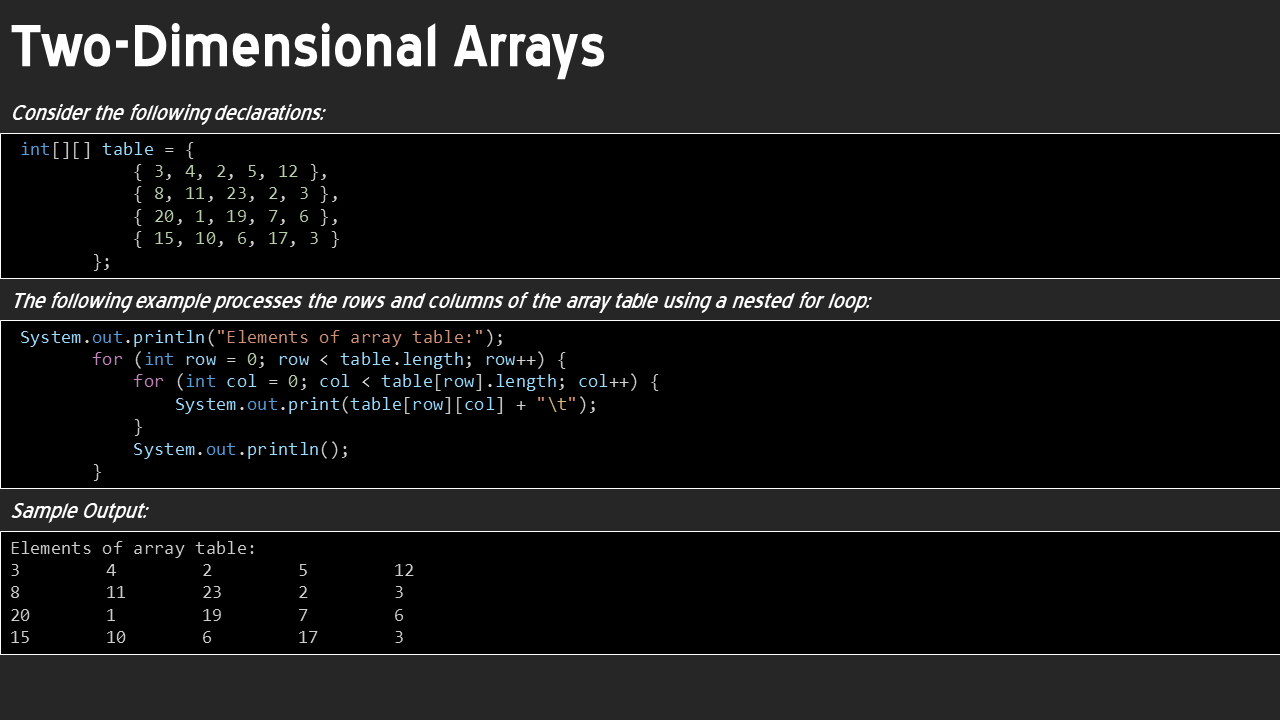 Two-Dimensional Arrays
Consider the following declarations:
int[][] table = {
{ 3, 4, 2, 5, 12 },
{ 8, 11, 23, 2, 3 },
{ 20, 1, 19, 7, 6 },
{ 15, 10, 6, 17, 3 }
};
The following example processes the rows and columns of the array table using a nested for loop:
System.out.println("Elements of array table:");
for (int row = 0; row < table.length; row++) {
for (int col = 0; col < table[row].length; col++) {
System.out.print(table[row][col] + "\t");
}
System.out.println();
}
Sample Output:
Elements of array table:
3 4 2 5 12
8 11 23 2 3
20 1 19 7 6
15 10 6 17 3